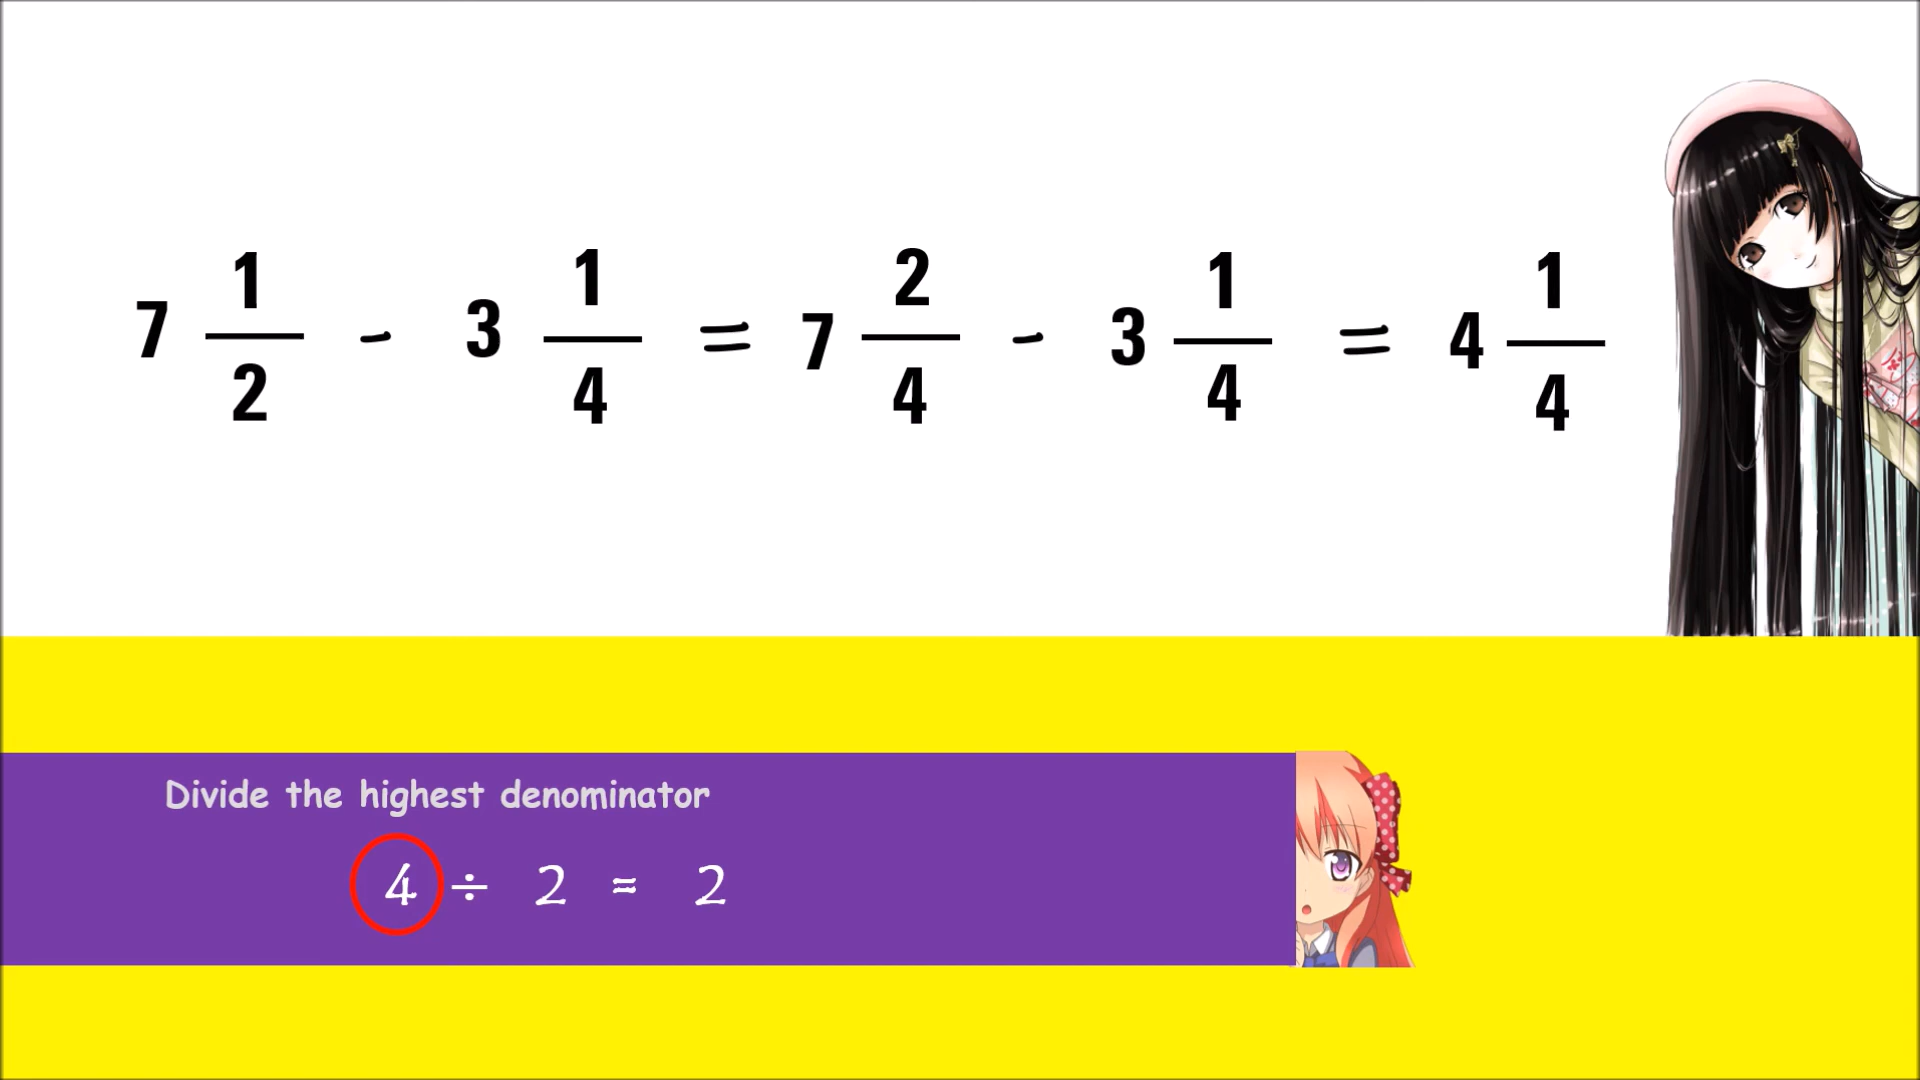 7 1/2 - 3 1/4 = 7 2/4 - 3 1/4 = 4 1/4
Divide the highest denominator
4 ÷ 2 = 2